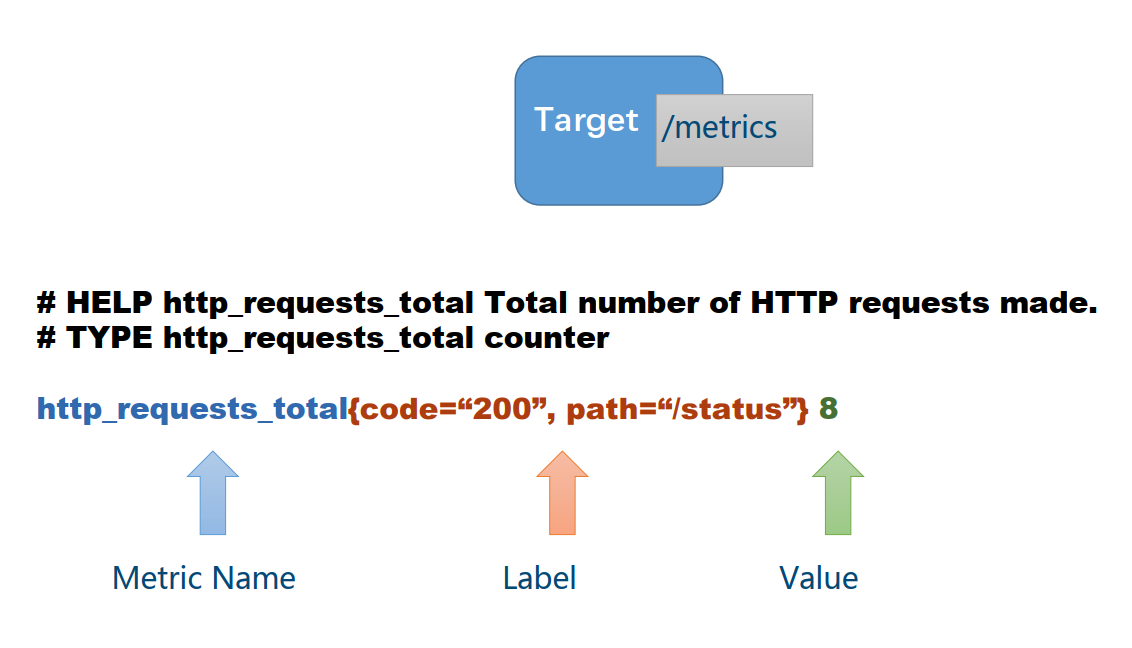 Target
/metrics
# HELP http_requests_total Total number of HTTP requests made.
# TYPE http_requests_total counter
http_requests_total{code=“200”, path=“/status”} 8
Metric Name
Label
Value